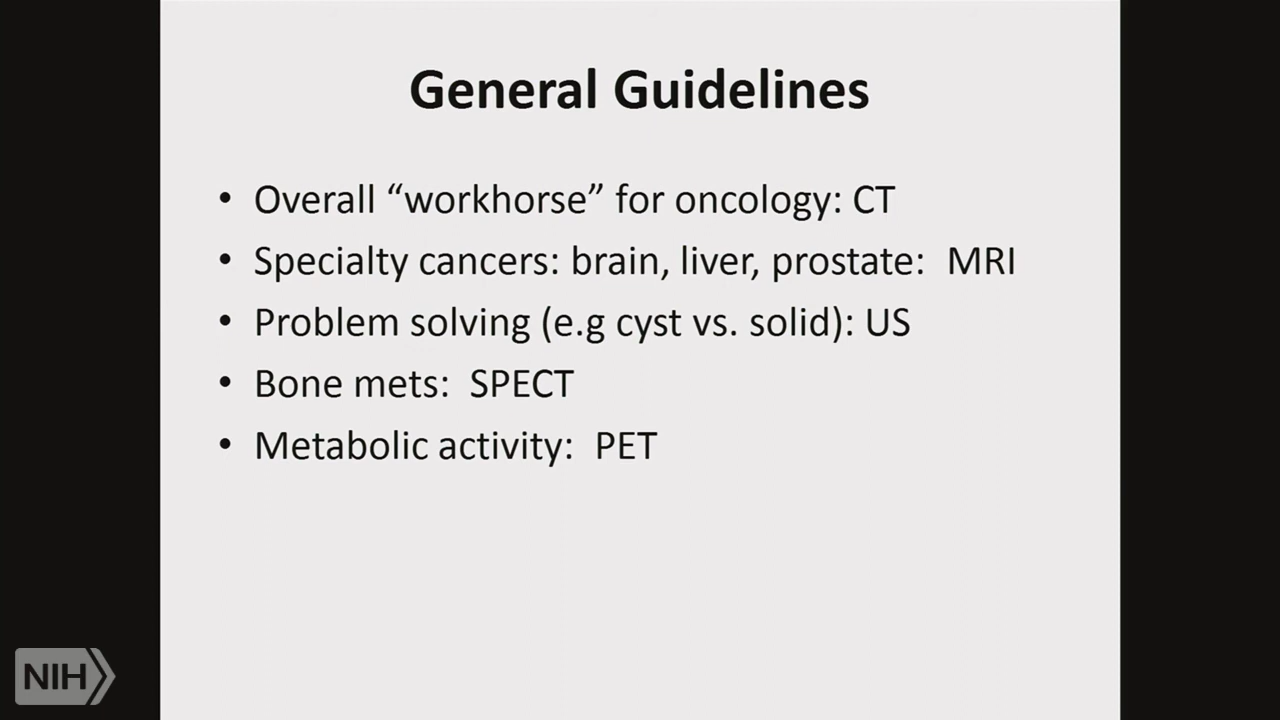 General Guidelines
• Overall “workhorse” for oncology: CT
• Specialty cancers: brain, liver, prostate:  MRI
• Problem solving (e.g cyst vs. solid): US
• Bone mets:  SPECT
• Metabolic activity:  PET
NIH